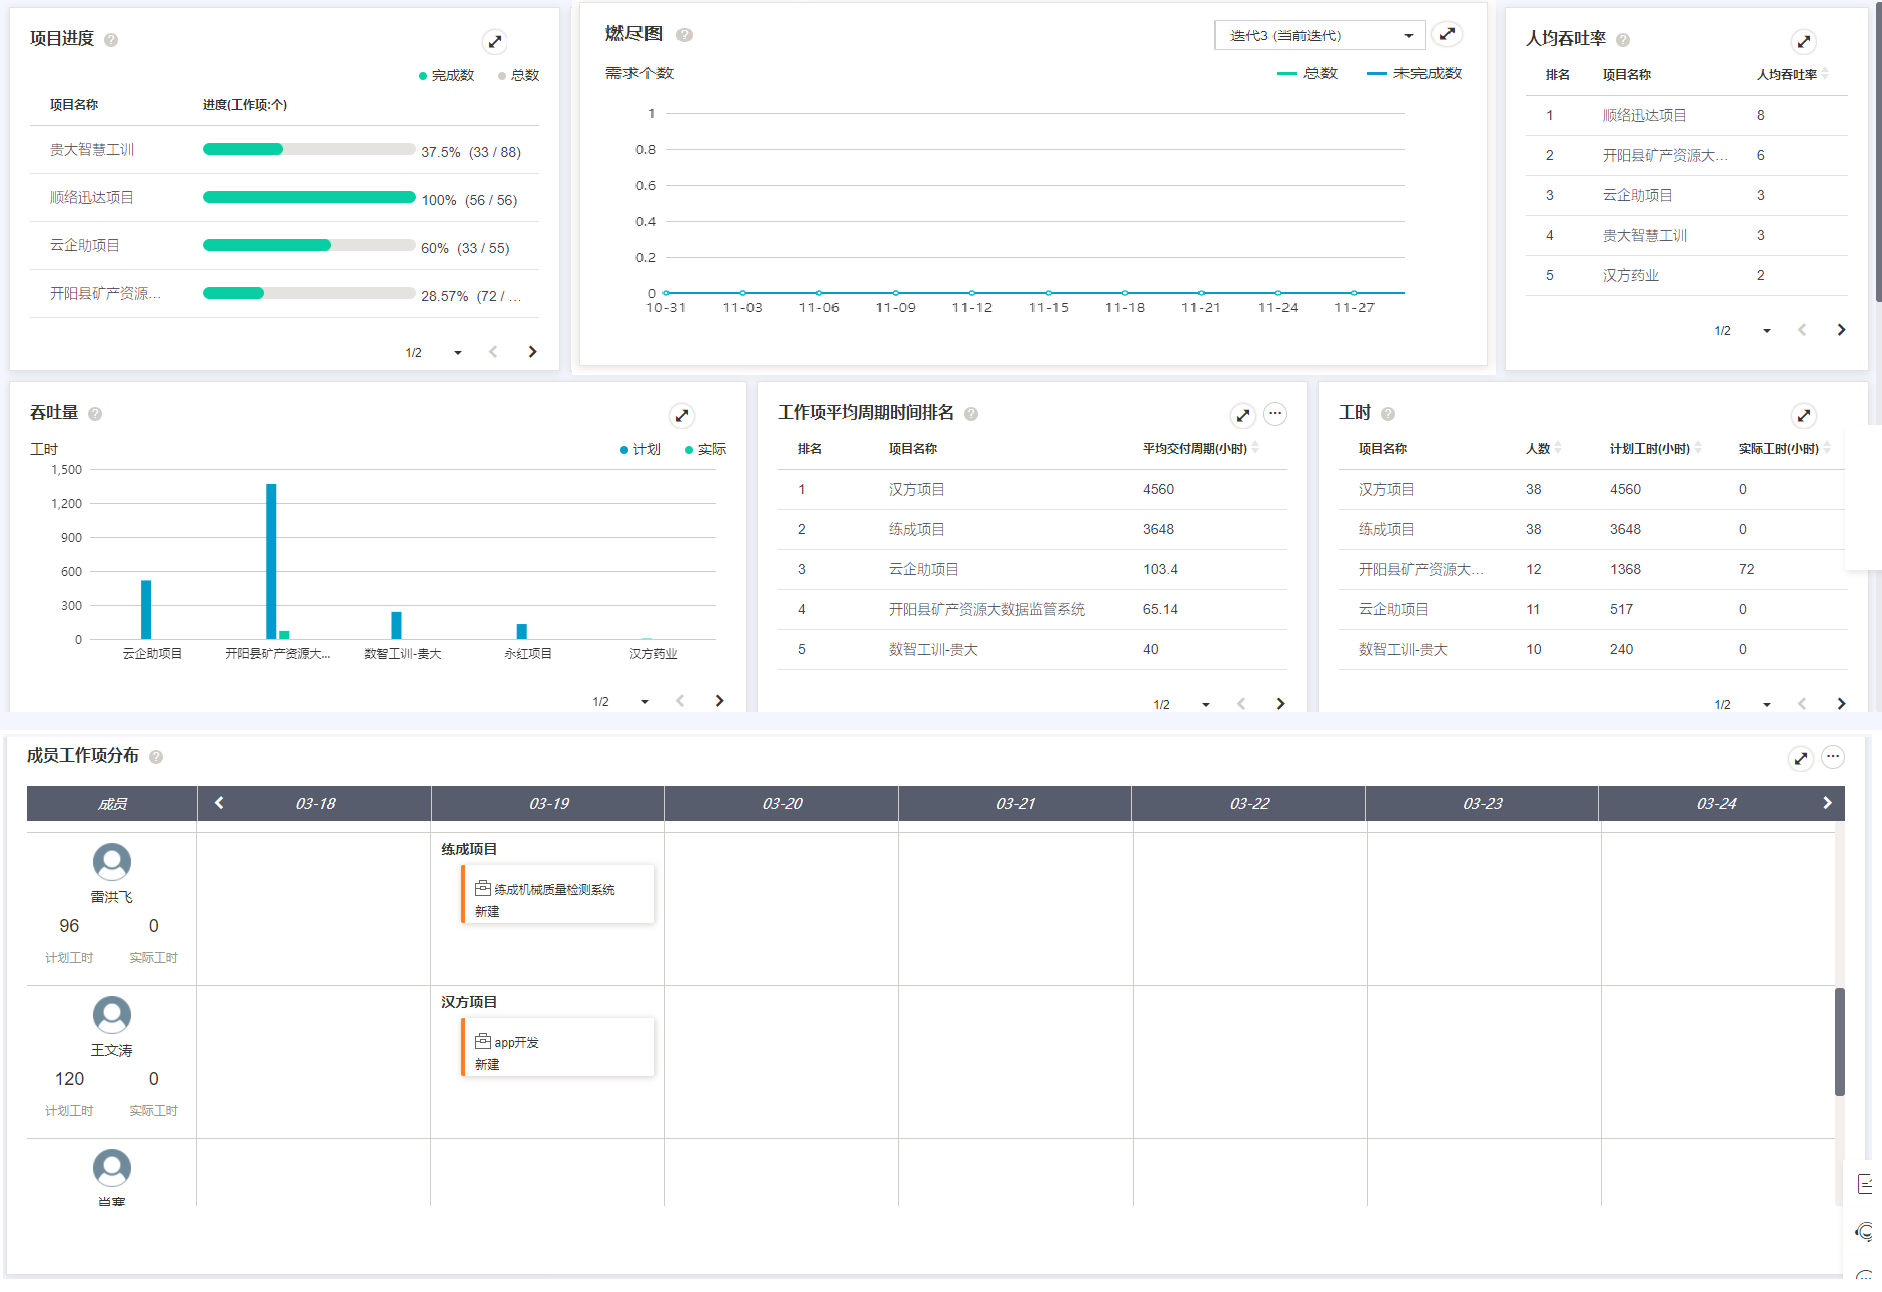 项目进度
完成数 总数
项目名称 进度(工作项:个)
贵大智慧工训 37.5% (33 / 88)
顺络迅达项目 100% (56 / 56)
云企助项目 60% (33 / 55)
开阳县矿产资源... 28.57% (72 / ...
1/2
燃尽图
迭代3 (当前迭代)
需求个数
总数 未完成数
1
0.8
0.6
0.4
0.2
0
10-31 11-03 11-06 11-09 11-12 11-15 11-18 11-21 11-24 11-27
人均吞吐率
排名 项目名称 人均吞吐率
1 顺络迅达项目 8
2 开阳县矿产资源大... 6
3 云企助项目 3
4 贵大智慧工训 3
5 汉方药业 2
1/2
吞吐量
工时
计划 实际
1,500
1,200
900
600
300
0
云企助项目 开阳县矿产资源大... 数智工训-贵大 永红项目 汉方药业
1/2
工作项平均周期时间排名
排名 项目名称 平均交付周期(小时)
1 汉方项目 4560
2 练成项目 3648
3 云企助项目 103.4
4 开阳县矿产资源大数据监管系统 65.14
5 数智工训-贵大 40
1/2
工时
项目名称 人数 计划工时(小时) 实际工时(小时)
汉方项目 38 4560 0
练成项目 38 3648 0
开阳县矿产资源大... 12 1368 72
云企助项目 11 517 0
数智工训-贵大 10 240 0
1/2
成员工作项分布
成员 03-18 03-19 03-20 03-21 03-22 03-23 03-24
雷洪飞
96 0
计划工时 实际工时
练成项目
练成机械质量检测系统
新建
王文涛
120 0
计划工时 实际工时
汉方项目
app开发
新建